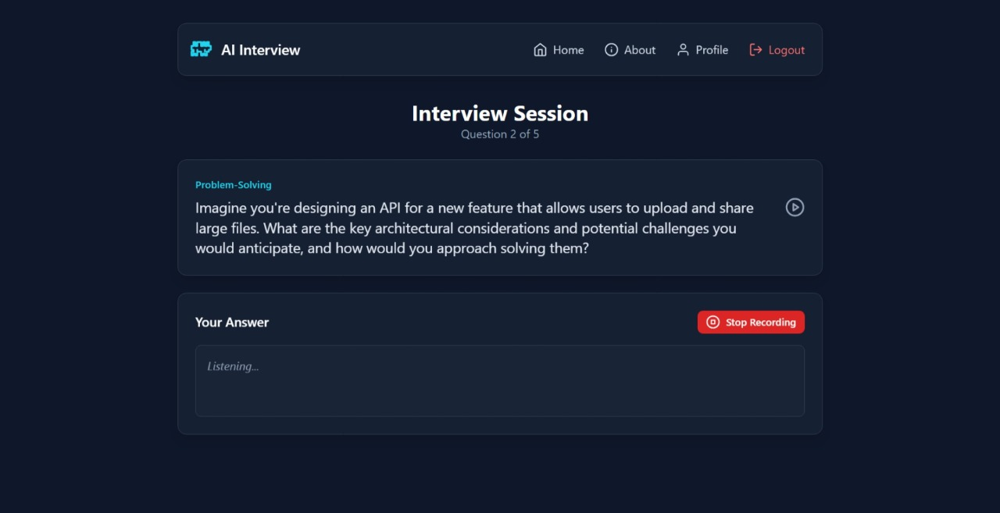 AI Interview
Home
About
Profile
Logout
Interview Session
Question 2 of 5
Problem-Solving
Imagine you're designing an API for a new feature that allows users to upload and share
large files. What are the key architectural considerations and potential challenges you
would anticipate, and how would you approach solving them?
Your Answer
Stop Recording
Listening...